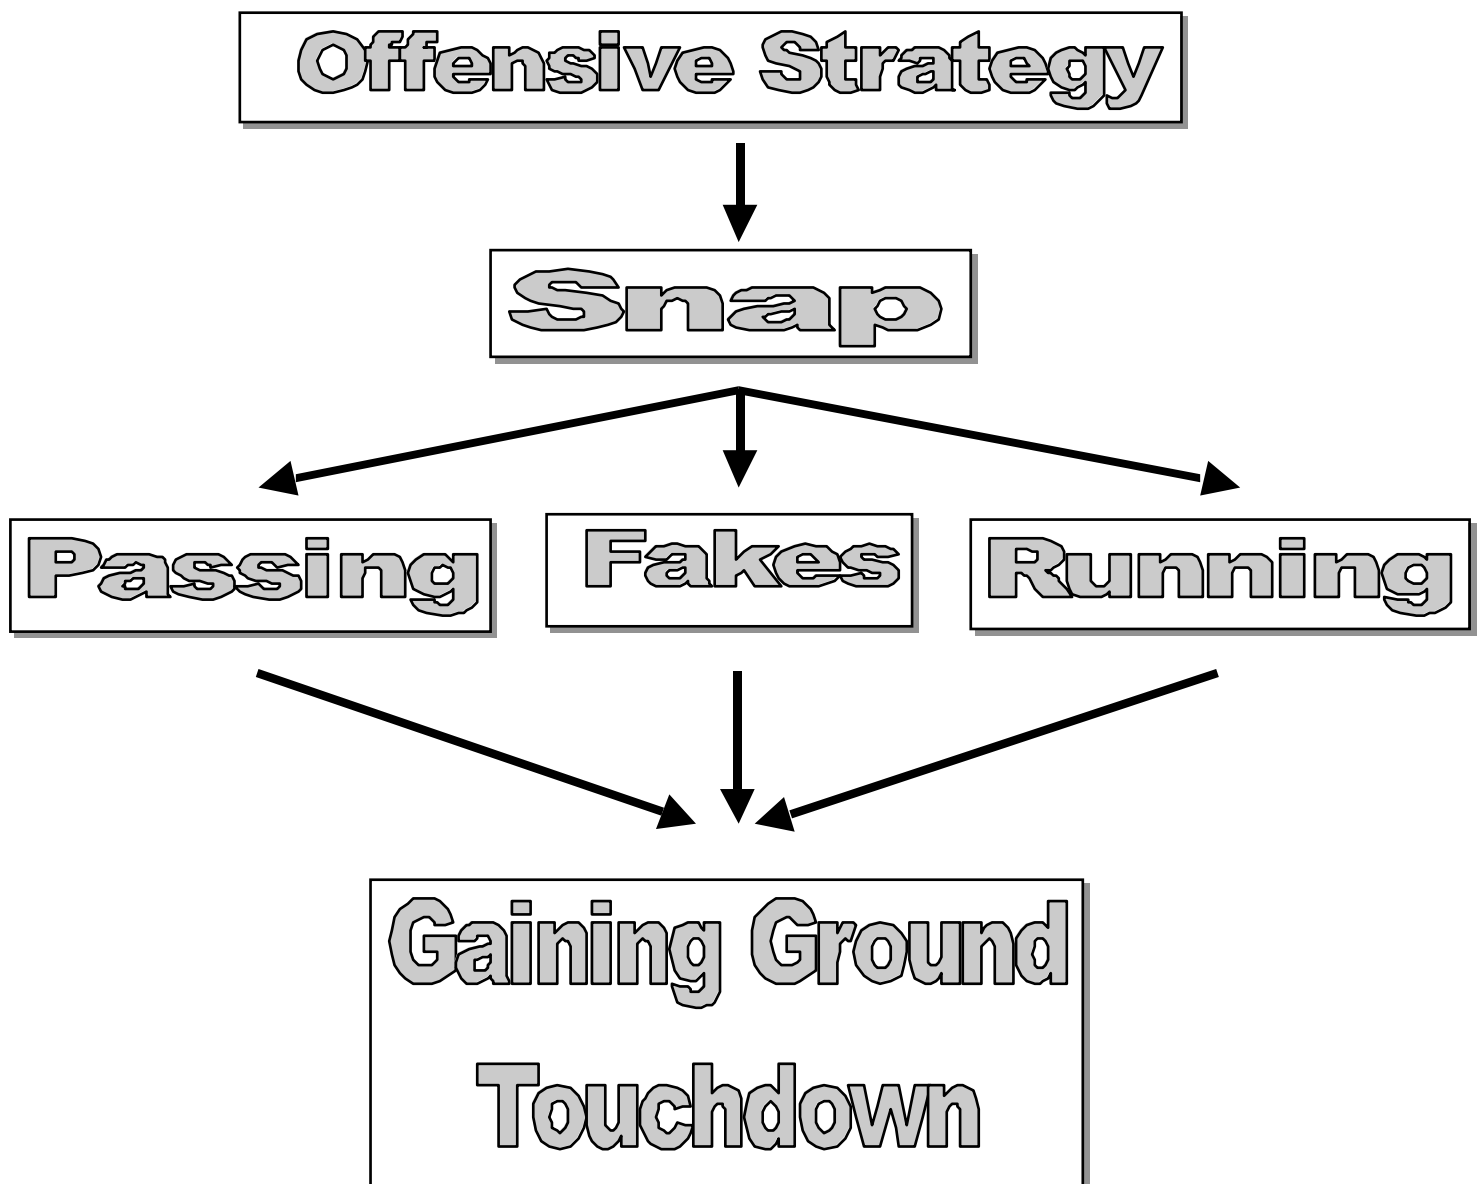 Offensive Strategy
Snap
Passing Fakes Running
Gaining Ground
Touchdown